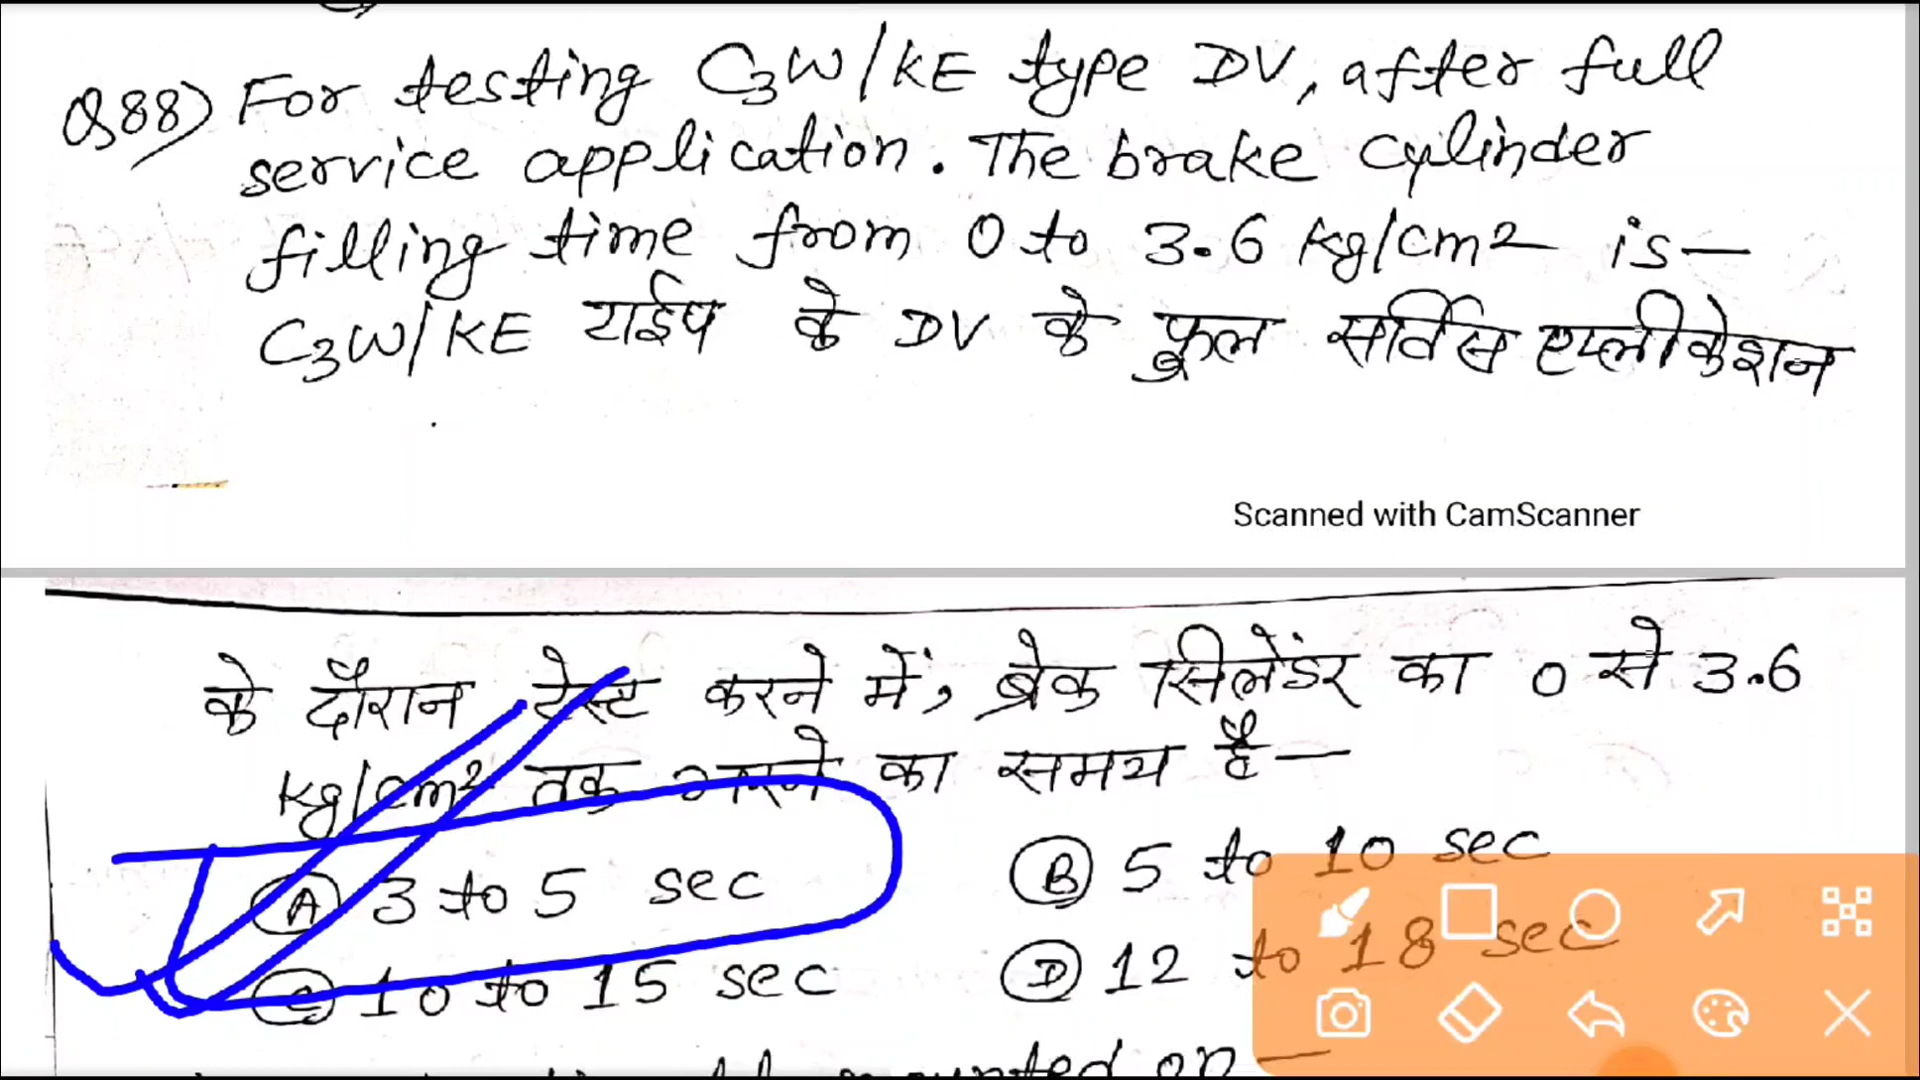 Q88) For testing C3W/KE type DV, after full
service application. The brake cylinder
filling time from 0 to 3.6 kg/cm2 is—
C3W/KE टाईप के DV के फुल सर्विस एप्लीकेशन
Scanned with CamScanner
के दौरान टेस्ट करने में, ब्रेक सिलेंडर का 0 से 3.6
kg/cm2 तक भरने का समय है—
(A) 3 to 5 sec
(B) 5 to 10 sec
(C) 10 to 15 sec
(D) 12 to 18 sec
mounted on—